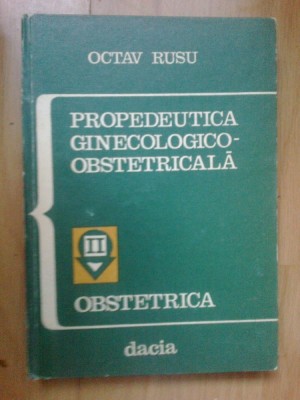 OCTAV RUSU
PROPEDEUTICA
GINECOLOGICO-
OBSTETRICALĂ
II
OBSTETRICA
dacia